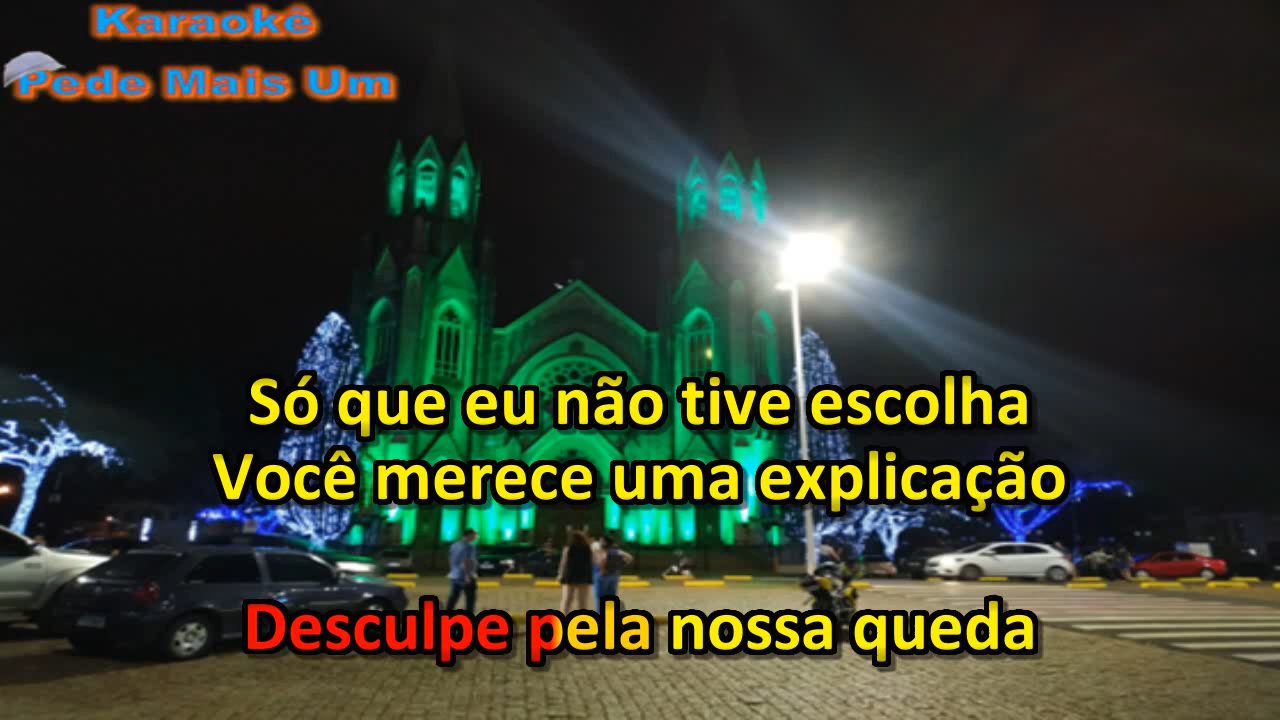 Karaokê
Pede Mais Um
Só que eu não tive escolha
Você merece uma explicação
Desculpe pela nossa queda